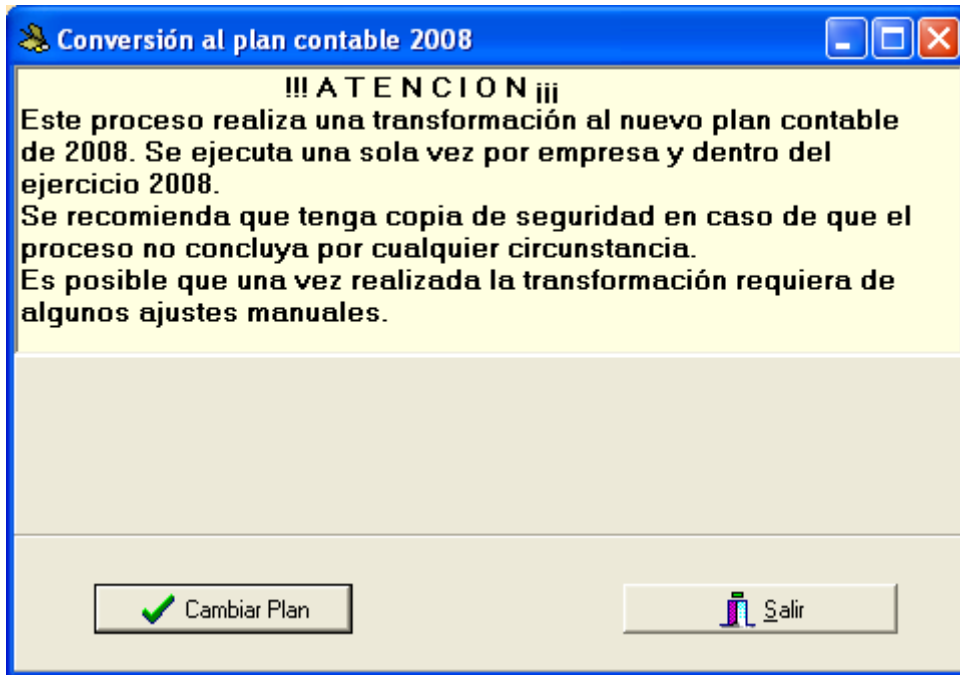 Conversión al plan contable 2008
!!! A T E N C I O N ¡¡¡
Este proceso realiza una transformación al nuevo plan contable
de 2008. Se ejecuta una sola vez por empresa y dentro del
ejercicio 2008.
Se recomienda que tenga copia de seguridad en caso de que el
proceso no concluya por cualquier circunstancia.
Es posible que una vez realizada la transformación requiera de
algunos ajustes manuales.
Cambiar Plan
Salir